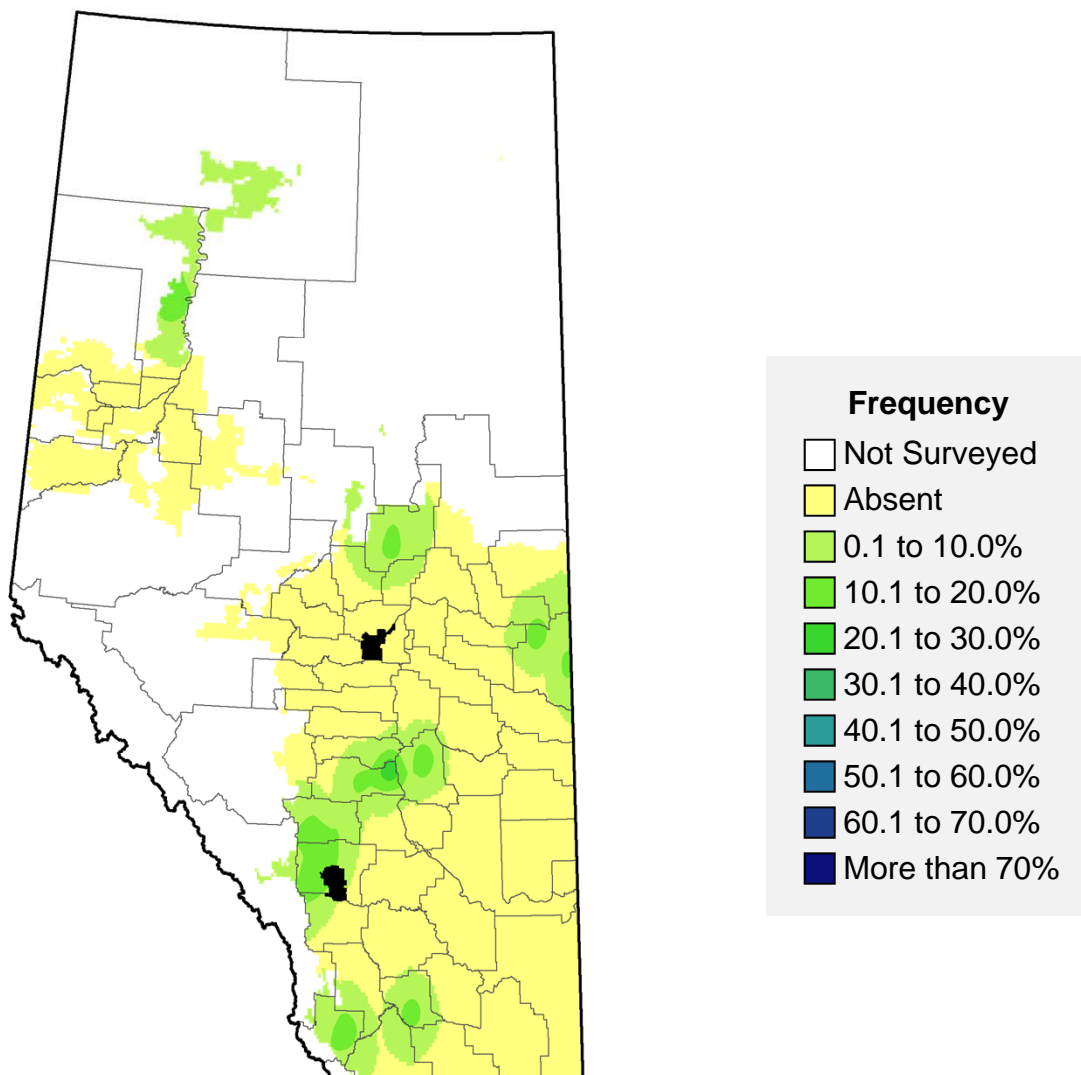 Frequency
Not Surveyed
Absent
0.1 to 10.0%
10.1 to 20.0%
20.1 to 30.0%
30.1 to 40.0%
40.1 to 50.0%
50.1 to 60.0%
60.1 to 70.0%
More than 70%